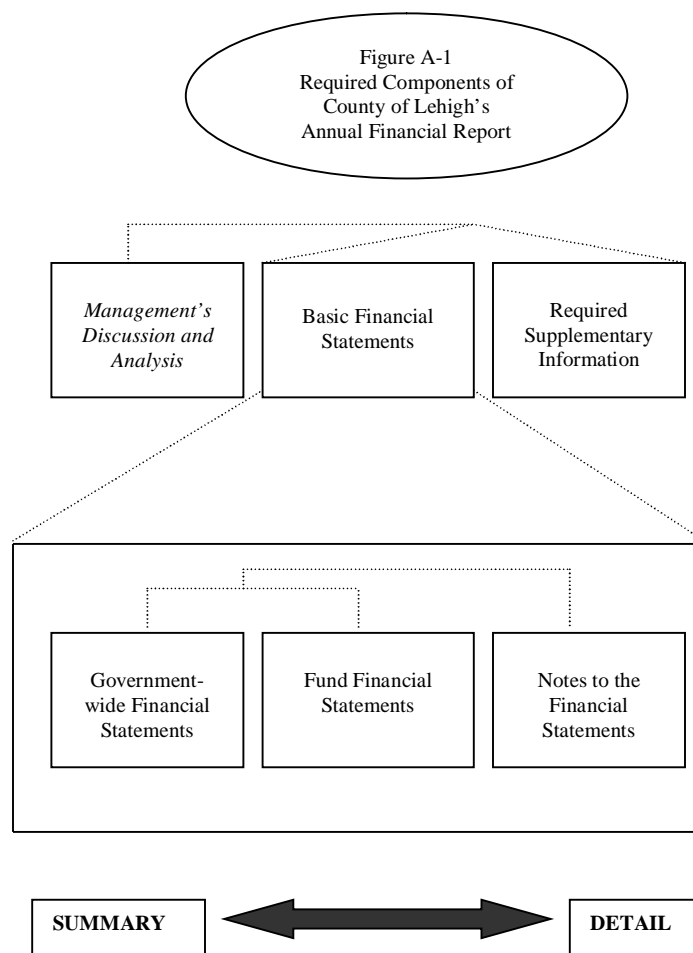 Figure A-1
Required Components of
County of Lehigh’s
Annual Financial Report
Management’s
Discussion and
Analysis
Basic Financial
Statements
Required
Supplementary
Information
Government-
wide Financial
Statements
Fund Financial
Statements
Notes to the
Financial
Statements
SUMMARY
DETAIL